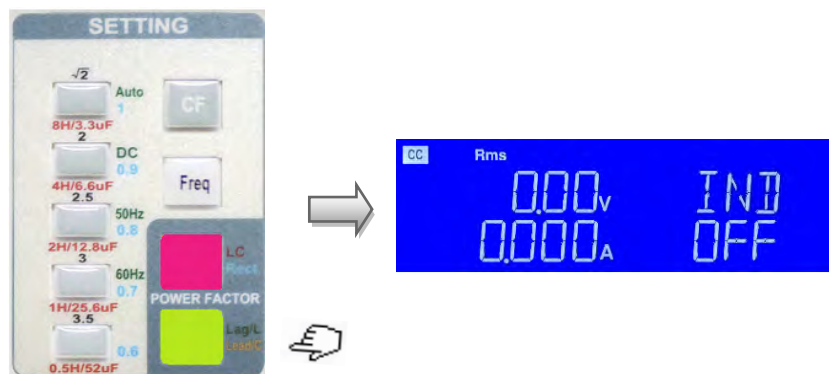 SETTING
√2
Auto
1
CF
8H/3.3uF
2
DC
0.9
Freq
4H/6.6uF
2.5
50Hz
0.8
2H/12.8uF
3
LC
Rect
60Hz
0.7
POWER FACTOR
1H/25.6uF
3.5
Lag/L
Lead/C
0.6
0.5H/52uF
CC Rms
0.00V IND
0.000A OFF